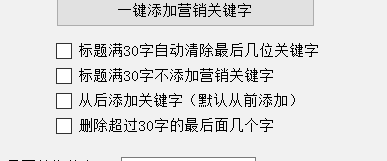 一键添加营销关键字
标题满30字自动清除最后几位关键字
标题满30字不添加营销关键字
从后添加关键字（默认从前添加）
删除超过30字的最后面几个字